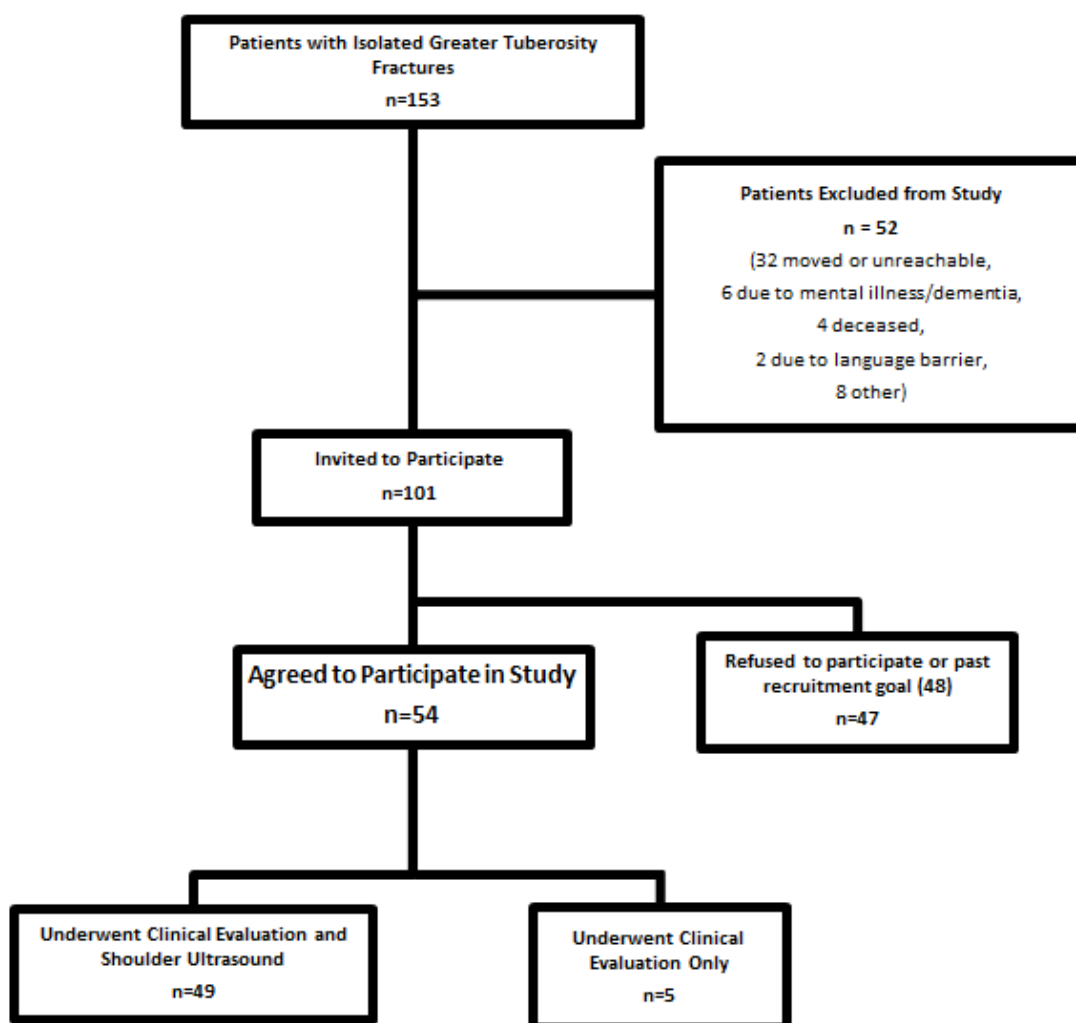 Patients with Isolated Greater Tuberosity
Fractures
n=153
Patients Excluded from Study
n = 52
(32 moved or unreachable,
6 due to mental illness/dementia,
4 deceased,
2 due to language barrier,
8 other)
Invited to Participate
n=101
Refused to participate or past
recruitment goal (48)
n=47
Agreed to Participate in Study
n=54
Underwent Clinical Evaluation and
Shoulder Ultrasound
n=49
Underwent Clinical
Evaluation Only
n=5